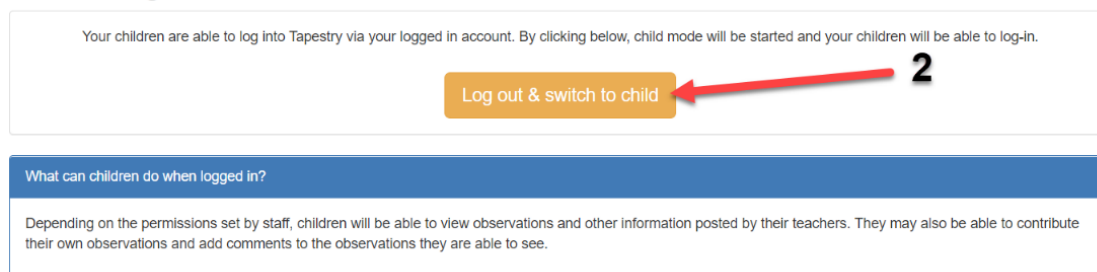 Your children are able to log into Tapestry via your logged in account. By clicking below, child mode will be started and your children will be able to log-in.
2
Log out & switch to child
What can children do when logged in?
Depending on the permissions set by staff, children will be able to view observations and other information posted by their teachers. They may also be able to contribute
their own observations and add comments to the observations they are able to see.